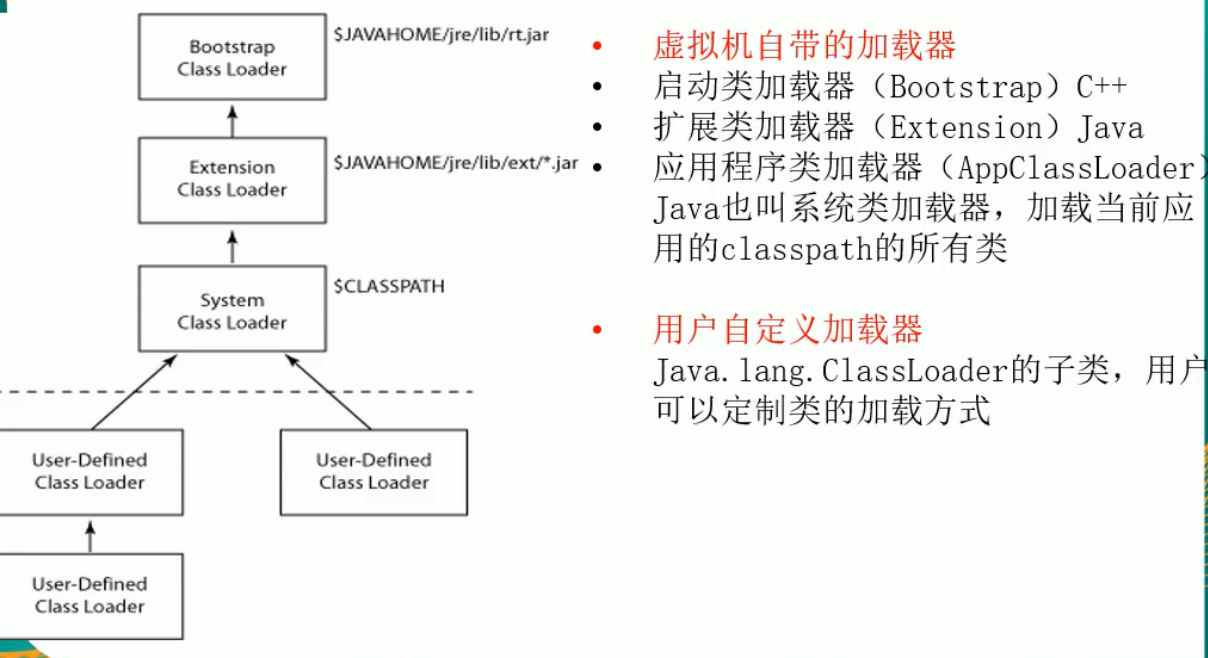 Bootstrap
Class Loader
$JAVAHOME/jre/lib/rt.jar
Extension
Class Loader
$JAVAHOME/jre/lib/ext/*.jar
System
Class Loader
$CLASSPATH
User-Defined
Class Loader
User-Defined
Class Loader
User-Defined
Class Loader
• 虚拟机自带的加载器
• 启动类加载器（Bootstrap）C++
• 扩展类加载器（Extension）Java
• 应用程序类加载器（AppClassLoader）
Java也叫系统类加载器，加载当前应
用的classpath的所有类
• 用户自定义加载器
Java.lang.ClassLoader的子类，用户
可以定制类的加载方式